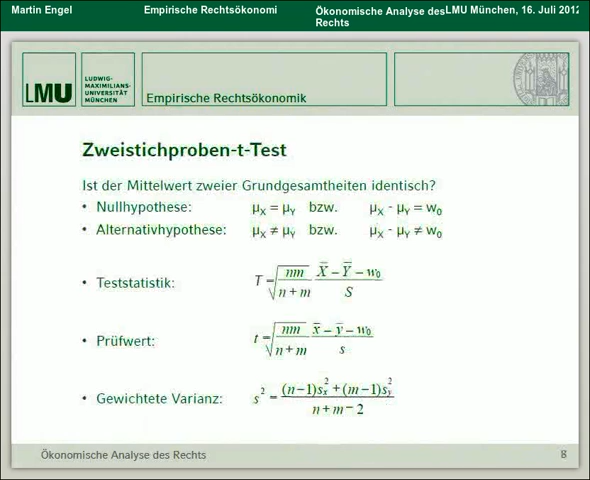 Martin Engel Empirische Rechtsökonomi Ökonomische Analyse des LMU München, 16. Juli 2012
Rechts
LMU
LUDWIG-
MAXIMILIANS-
UNIVERSITÄT
MÜNCHEN
Empirische Rechtsökonomik
Zweistichproben-t-Test
Ist der Mittelwert zweier Grundgesamtheiten identisch?
• Nullhypothese: μX = μY bzw. μX - μY = w0
• Alternativhypothese: μX ≠ μY bzw. μX - μY ≠ w0
• Teststatistik: T = √(nm / (n + m)) (X̅ − Y̅ − w0) / S
• Prüfwert: t = √(nm / (n + m)) (x̅ − y̅ − w0) / s
• Gewichtete Varianz: s² = ((n−1)sx² + (m−1)sy²) / (n + m − 2)
Ökonomische Analyse des Rechts 8